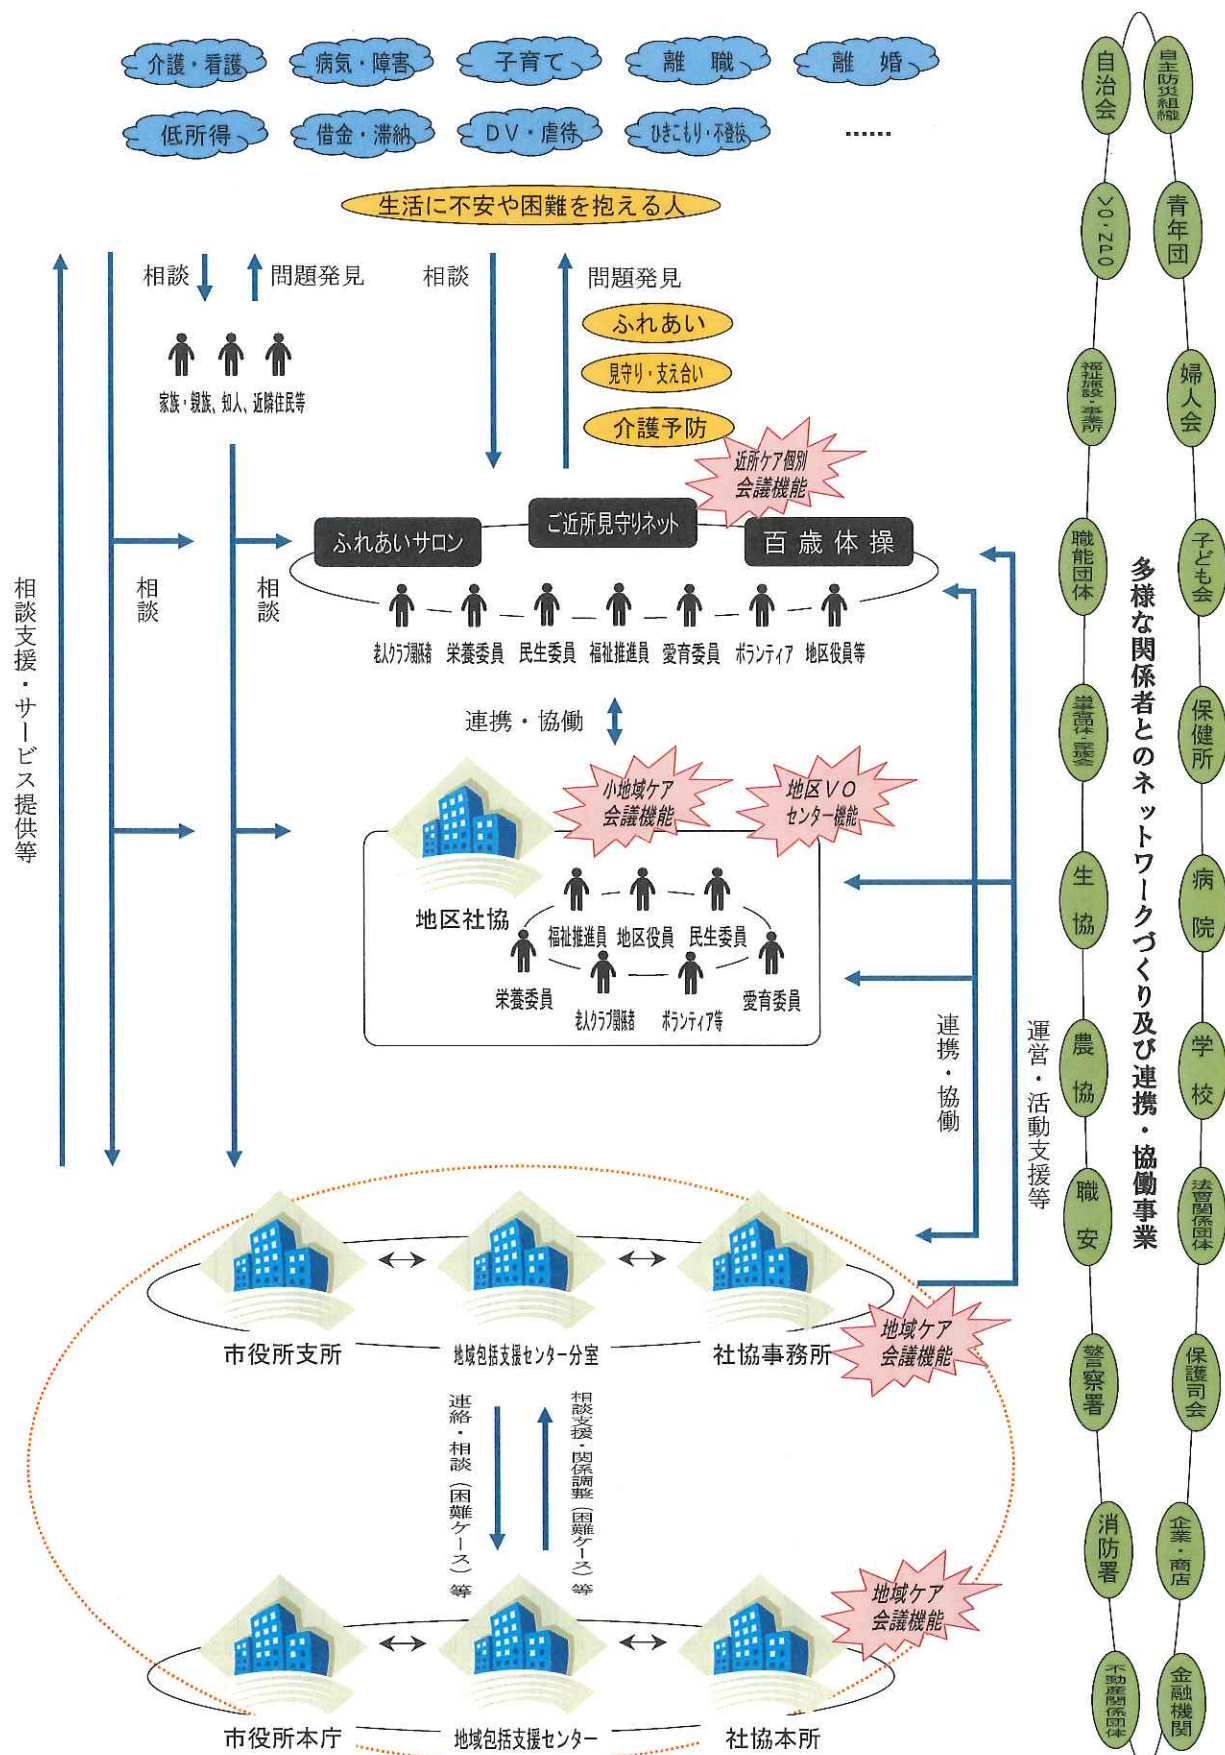 介護・看護
病気・障害
子育て
離職
離婚
低所得
借金・滞納
DV・虐待
ひきこもり・不登校
……
生活に不安や困難を抱える人
相談
問題発見
相談
問題発見
ふれあい
見守り・支え合い
介護予防
家族・親族、知人、近隣住民等
近所ケア個別
会議機能
ふれあいサロン
ご近所見守りネット
百歳体操
老人クラブ関係者
栄養委員
民生委員
福祉推進員
愛育委員
ボランティア
地区役員等
相談支援・サービス提供等
相談
相談
連携・協働
小地域ケア
会議機能
地区VO
センター機能
地区社協
福祉推進員
地区役員
民生委員
栄養委員
老人クラブ関係者
ボランティア等
愛育委員
連携・協働
運営・活動支援等
市役所支所
地域包括支援センター分室
社協事務所
地域ケア
会議機能
連絡・相談(困難ケース)等
相談支援・関係調整(困難ケース)等
地域ケア
会議機能
市役所本庁
地域包括支援センター
社協本所
自治会
VO・NPO
福祉施設・事業所
職能団体
生協
農協
職安
警察署
消防署
不動産関係団体
多様な関係者とのネットワークづくり及び連携・協働事業
自主防災組織
青年団
婦人会
子ども会
保健所
病院
学校
法曹関係団体
保護司会
企業・商店
金融機関